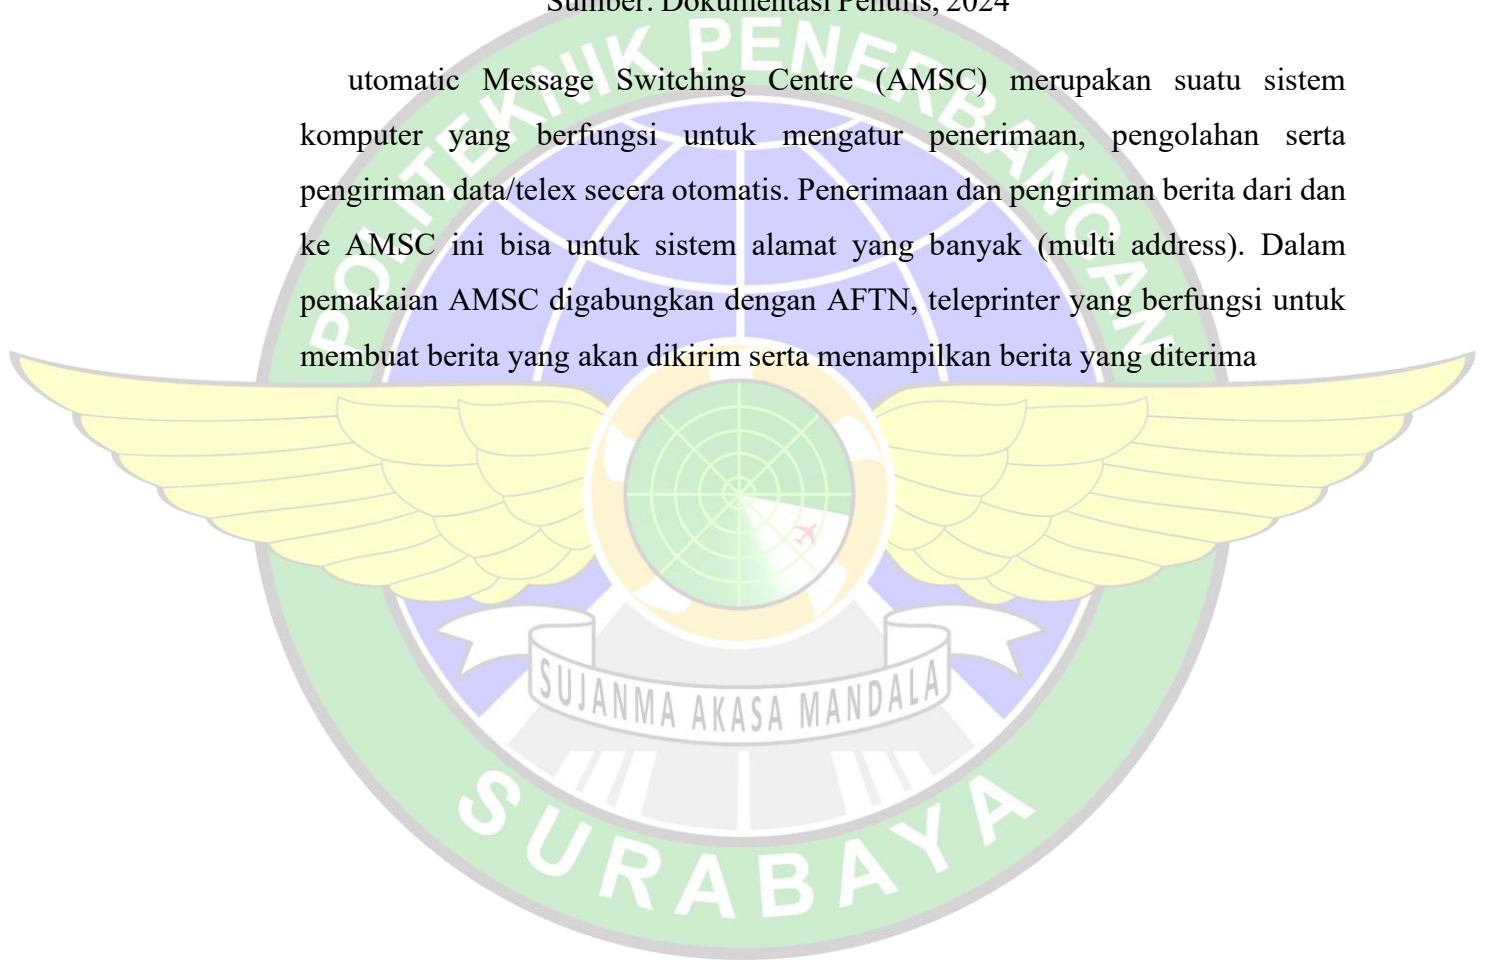 Sumber: Dokumentasi Penulis, 2024
utomatic Message Switching Centre (AMSC) merupakan suatu sistem
komputer yang berfungsi untuk mengatur penerimaan, pengolahan serta
pengiriman data/telex secera otomatis. Penerimaan dan pengiriman berita dari dan
ke AMSC ini bisa untuk sistem alamat yang banyak (multi address). Dalam
pemakaian AMSC digabungkan dengan AFTN, teleprinter yang berfungsi untuk
membuat berita yang akan dikirim serta menampilkan berita yang diterima
POLITEKNIK PENERBANGAN
SUJANMA AKASA MANDALA
SURABAYA